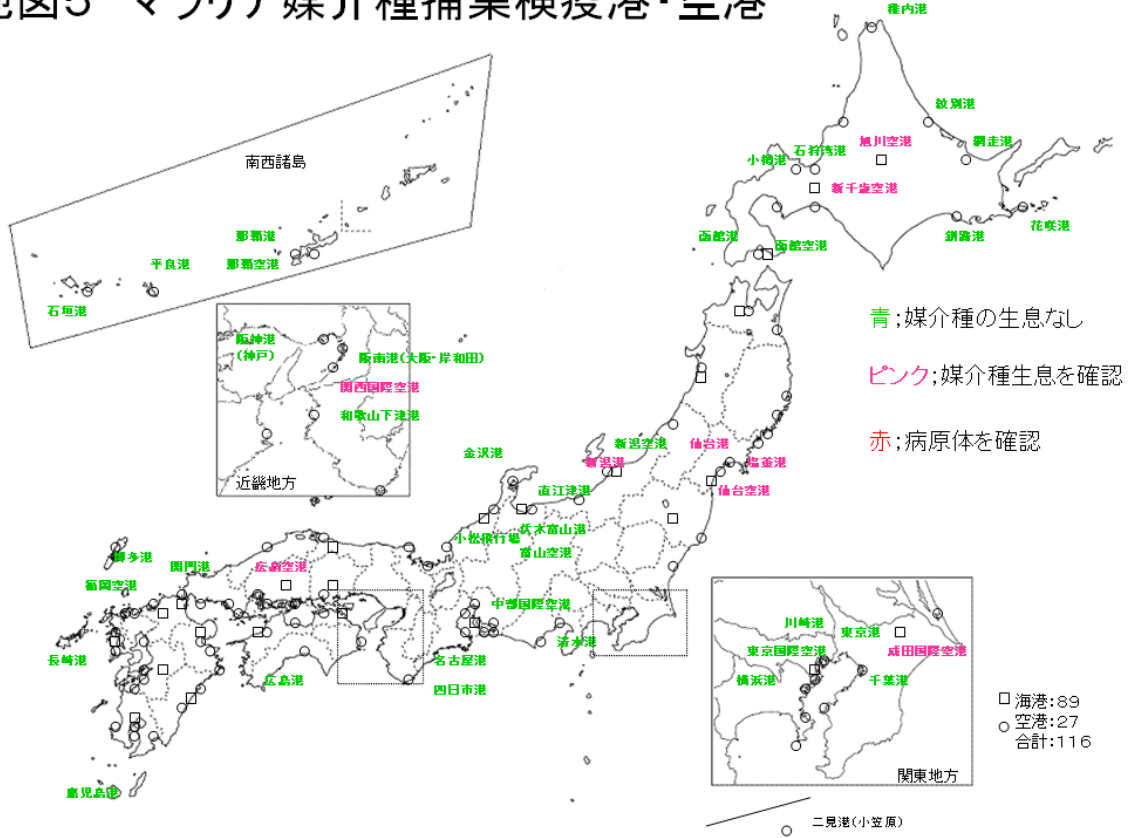 図5 マラリア媒介種捕集検疫港・空港
稚内港
紋別港
網走港
旭川空港
石狩湾港
小樽港
新千歳空港
花咲港
釧路港
函館港
函館空港
南西諸島
那覇港
平良港
那覇空港
石垣港
阪神港
(神戸)
阪南港(大阪・岸和田)
関西国際空港
和歌山下津港
近畿地方
青;媒介種の生息なし
ピンク;媒介種生息を確認
赤;病原体を確認
新潟空港
仙台港
金沢港
新潟港
塩釜港
仙台空港
直江津港
伏木富山港
小松飛行場
富山空港
博多港
関門港
広島空港
福岡空港
中部国際空港
清水港
長崎港
名古屋港
広島港
四日市港
鹿児島港
川崎港
東京港
東京国際空港
成田国際空港
横浜港
千葉港
関東地方
□ 海港:89
○ 空港:27
合計:116
二見港(小笠原)